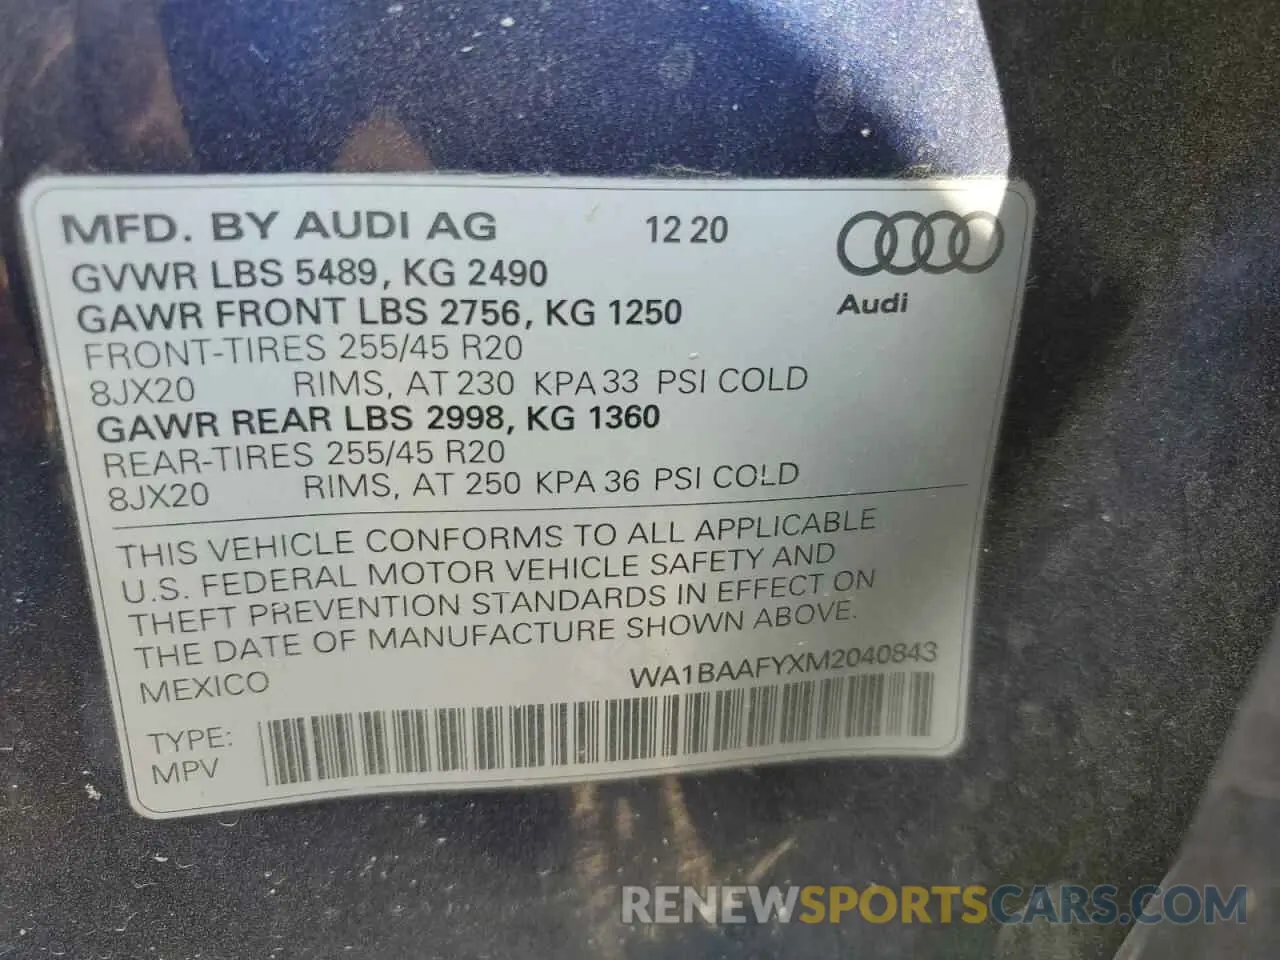 MFD. BY AUDI AG 12 20
GVWR LBS 5489, KG 2490
GAWR FRONT LBS 2756, KG 1250
Audi
FRONT-TIRES 255/45 R20
8JX20 RIMS, AT 230 KPA 33 PSI COLD
GAWR REAR LBS 2998, KG 1360
REAR-TIRES 255/45 R20
8JX20 RIMS, AT 250 KPA 36 PSI COLD
THIS VEHICLE CONFORMS TO ALL APPLICABLE
U.S. FEDERAL MOTOR VEHICLE SAFETY AND
THEFT PREVENTION STANDARDS IN EFFECT ON
THE DATE OF MANUFACTURE SHOWN ABOVE.
MEXICO WA1BAAFYXM2040843
TYPE:
MPV
RENEWSPORTSCARS.COM